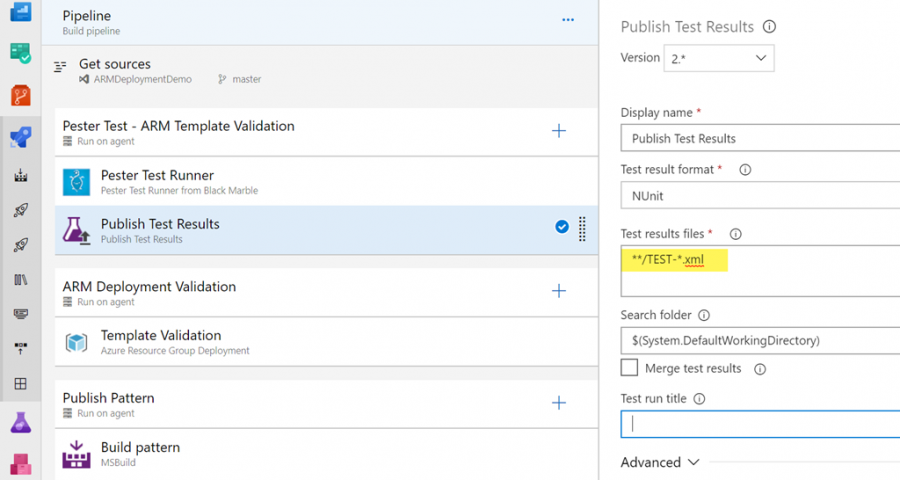 Pipeline
Build pipeline
Get sources
ARMDeploymentDemo master
Pester Test - ARM Template Validation
Run on agent
Pester Test Runner
Pester Test Runner from Black Marble
Publish Test Results
Publish Test Results
ARM Deployment Validation
Run on agent
Template Validation
Azure Resource Group Deployment
Publish Pattern
Run on agent
Build pattern
MSBuild
Publish Test Results
Version 2.*
Display name *
Publish Test Results
Test result format *
NUnit
Test results files *
**/TEST-*.xml
Search folder
$(System.DefaultWorkingDirectory)
Merge test results
Test run title
Advanced